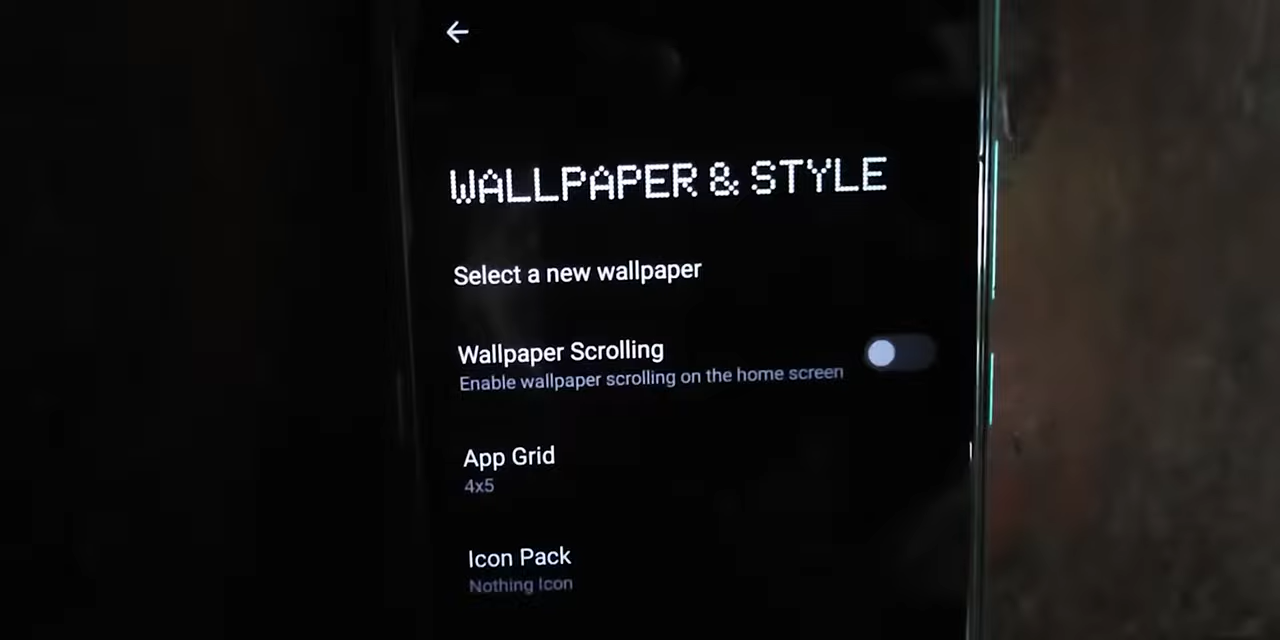 WALLPAPER & STYLE
Select a new wallpaper
Wallpaper Scrolling
Enable wallpaper scrolling on the home screen
App Grid
4x5
Icon Pack
Nothing Icon